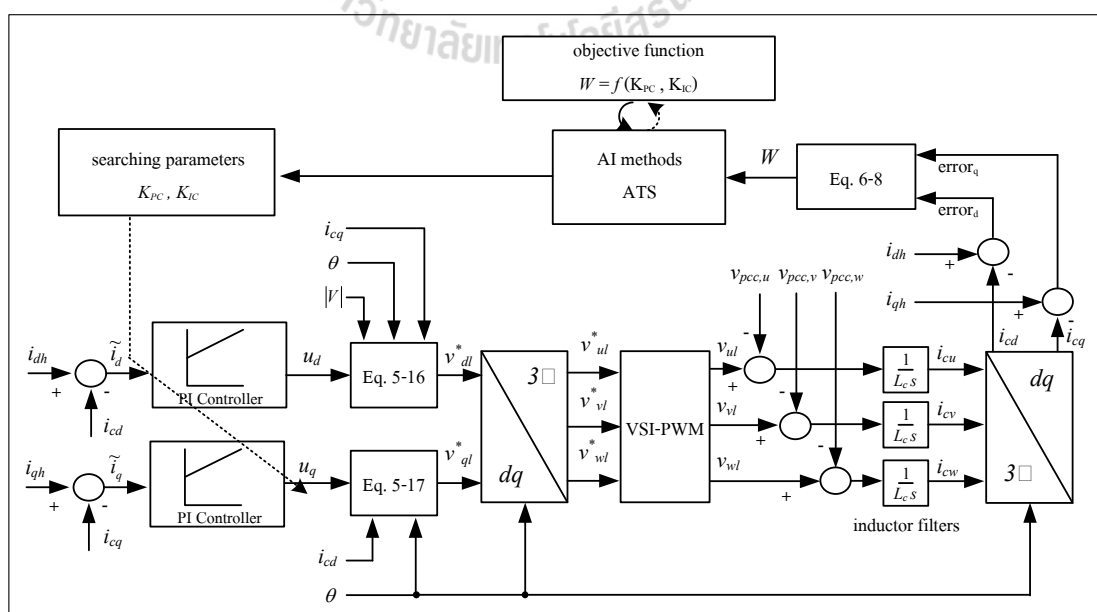 objective function
W = f (K_PC , K_IC)
searching parameters
K_PC , K_IC
AI methods
ATS
W
Eq. 6-8
error_q
error_d
i_cq
θ
|V|
i_dh
+
-
i_qh
+
-
i_cd
i_cq
v_pcc,u
v_pcc,v
v_pcc,w
i_dh
+
-
ĩ_d
i_cd
PI Controller
u_d
Eq. 5-16
v*_dl
3□
dq
v*_ul
v*_vl
v*_wl
VSI-PWM
v_ul
v_vl
v_wl
-
+
-
+
-
+
1
L_c s
1
L_c s
1
L_c s
i_cu
i_cv
i_cw
dq
3□
inductor filters
i_qh
+
-
ĩ_q
i_cq
PI Controller
u_q
Eq. 5-17
v*_ql
i_cd
θ